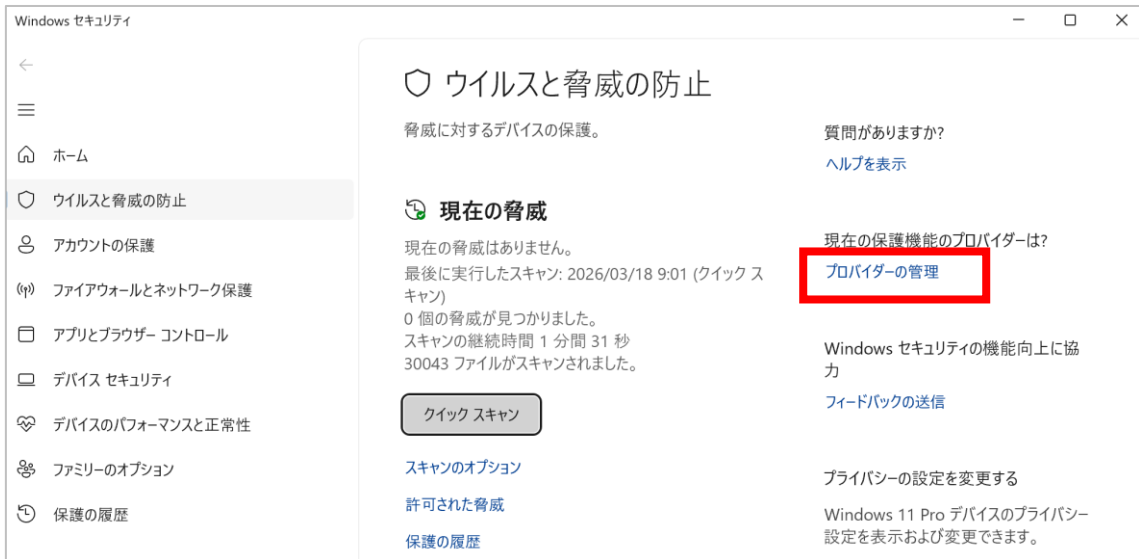 Windows セキュリティ
ホーム
ウイルスと脅威の防止
アカウントの保護
ファイアウォールとネットワーク保護
アプリとブラウザー コントロール
デバイス セキュリティ
デバイスのパフォーマンスと正常性
ファミリーのオプション
保護の履歴
ウイルスと脅威の防止
脅威に対するデバイスの保護。
現在の脅威
現在の脅威はありません。
最後に実行したスキャン: 2026/03/18 9:01 (クイック ス
キャン)
0 個の脅威が見つかりました。
スキャンの継続時間 1 分間 31 秒
30043 ファイルがスキャンされました。
クイック スキャン
スキャンのオプション
許可された脅威
保護の履歴
質問がありますか?
ヘルプを表示
現在の保護機能のプロバイダーは?
プロバイダーの管理
Windows セキュリティの機能向上に協
力
フィードバックの送信
プライバシーの設定を変更する
Windows 11 Pro デバイスのプライバシー
設定を表示および変更できます。